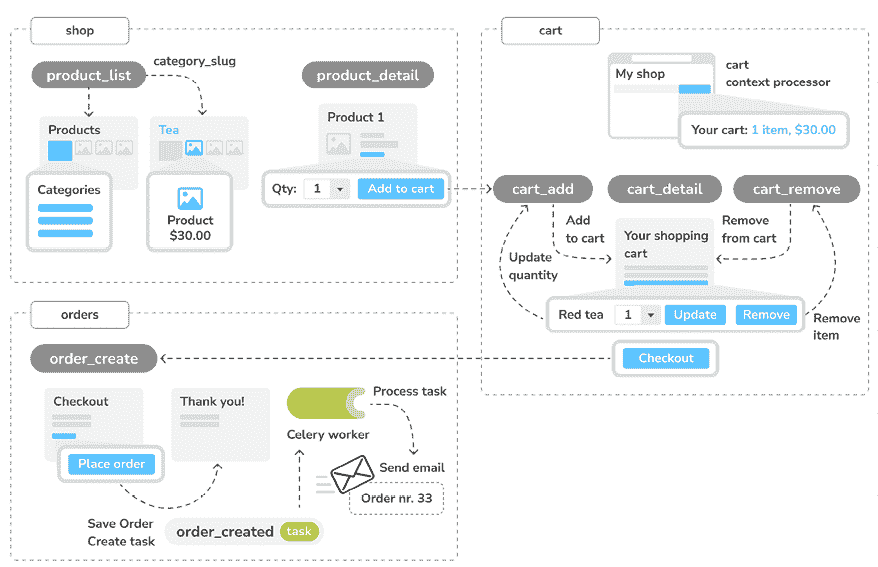 shop
product_list
category_slug
product_detail
Products
Tea
Product 1
Categories
Product
$30.00
Qty:
1
Add to cart
cart
My shop
cart
context processor
Your cart: 1 item, $30.00
cart_add
cart_detail
cart_remove
Add
to cart
Your shopping
cart
Remove
from cart
Update
quantity
Red tea
1
Update
Remove
Remove
item
Checkout
orders
order_create
Checkout
Thank you!
Process task
Celery worker
Place order
Send email
Order nr. 33
Save Order
Create task
order_created
task